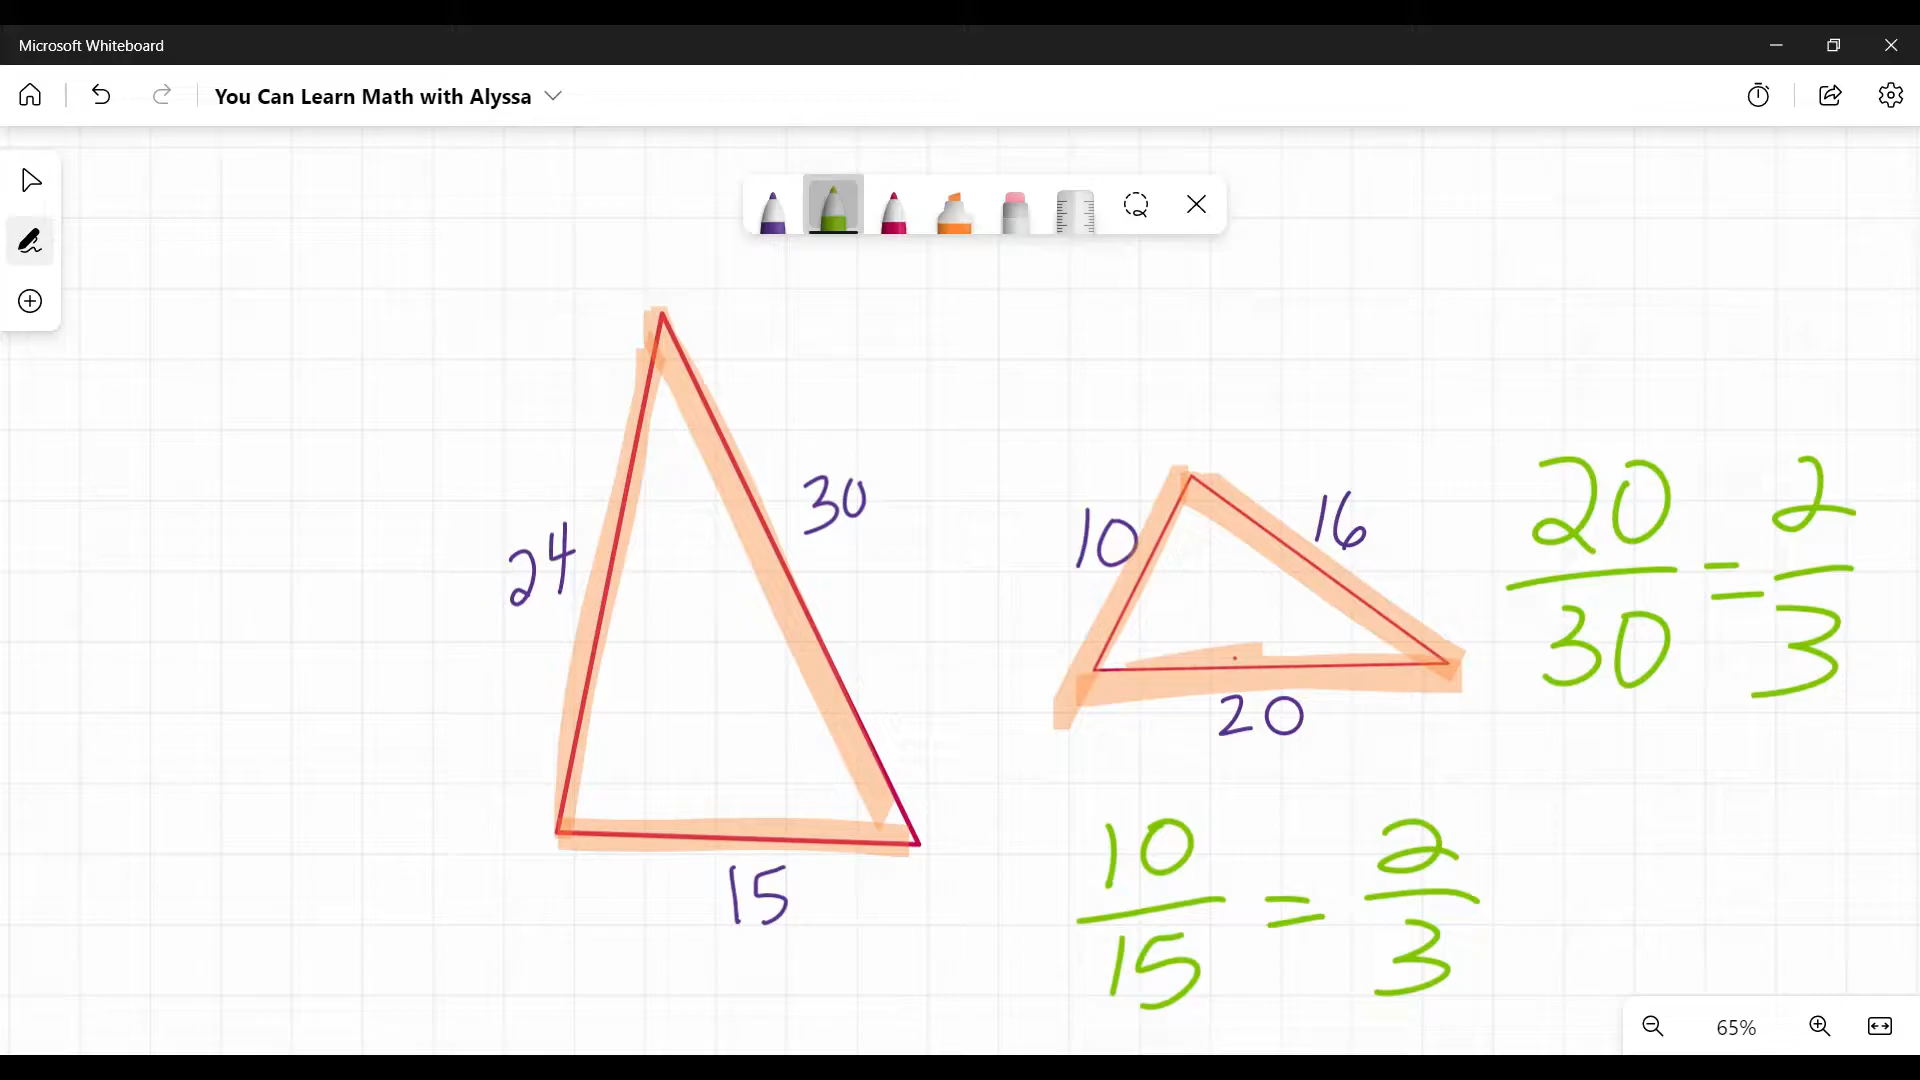 Microsoft Whiteboard
You Can Learn Math with Alyssa
24
30
15
10
16
20
20/30 = 2/3
10/15 = 2/3
65%